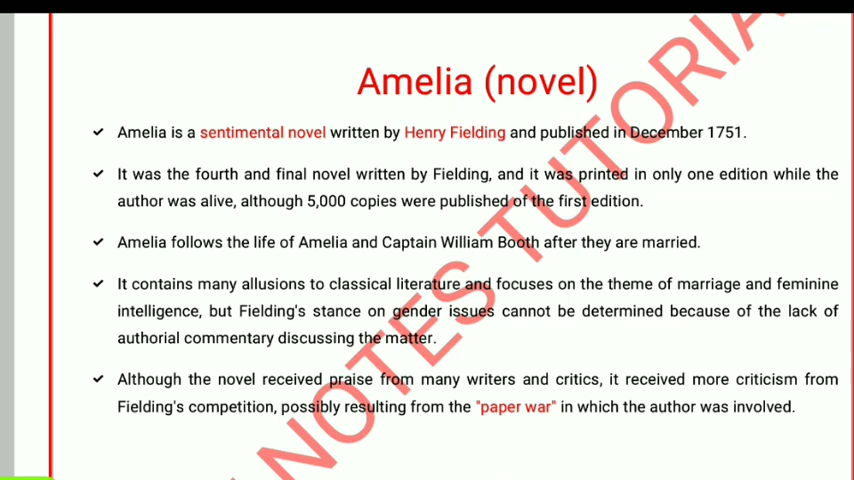 Amelia (novel)
Amelia is a sentimental novel written by Henry Fielding and published in December 1751.
It was the fourth and final novel written by Fielding, and it was printed in only one edition while the
author was alive, although 5,000 copies were published of the first edition.
Amelia follows the life of Amelia and Captain William Booth after they are married.
It contains many allusions to classical literature and focuses on the theme of marriage and feminine
intelligence, but Fielding's stance on gender issues cannot be determined because of the lack of
authorial commentary discussing the matter.
Although the novel received praise from many writers and critics, it received more criticism from
Fielding's competition, possibly resulting from the "paper war" in which the author was involved.
NOTES TUTORIA